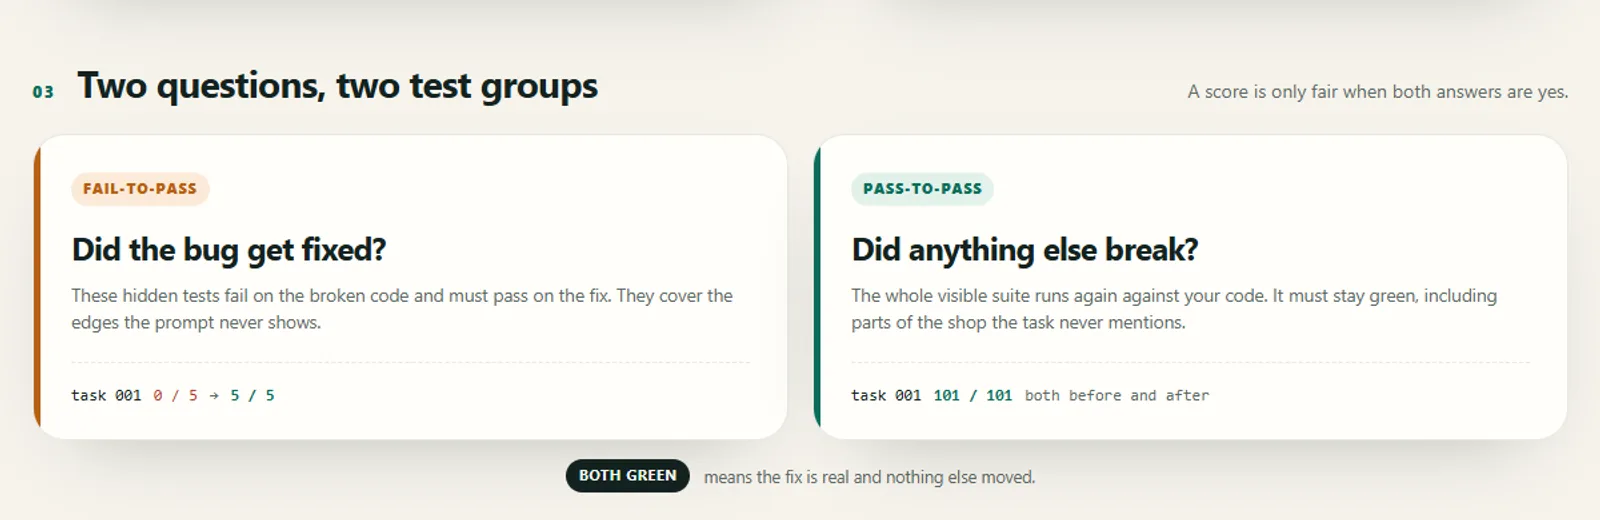 03 Two questions, two test groups
A score is only fair when both answers are yes.
FAIL-TO-PASS
Did the bug get fixed?
These hidden tests fail on the broken code and must pass on the fix. They cover the
edges the prompt never shows.
task 001 0 / 5 → 5 / 5
PASS-TO-PASS
Did anything else break?
The whole visible suite runs again against your code. It must stay green, including
parts of the shop the task never mentions.
task 001 101 / 101 both before and after
BOTH GREEN means the fix is real and nothing else moved.